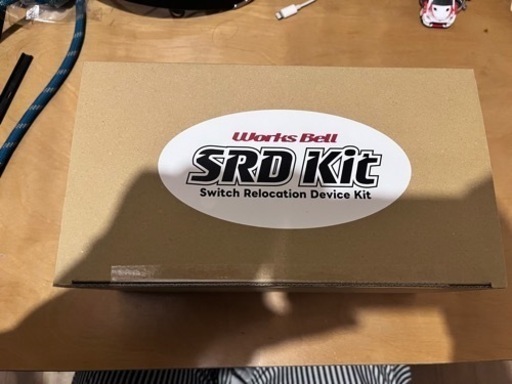 Works Bell
SRD Kit
Switch Relocation Device Kit